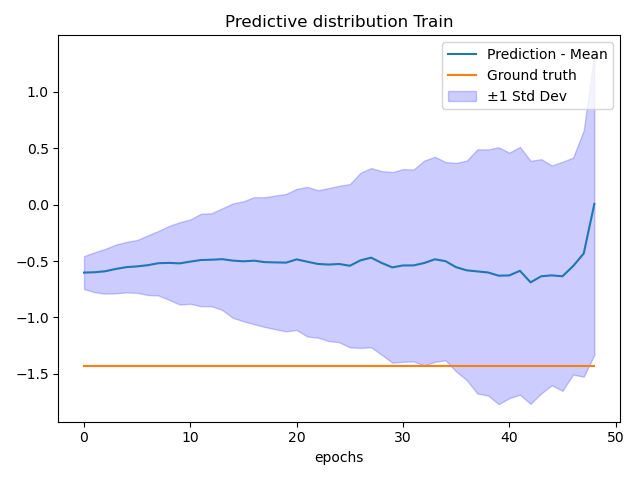 Predictive distribution Train
Prediction - Mean
Ground truth
±1 Std Dev
1.0
0.5
0.0
−0.5
−1.0
−1.5
0 10 20 30 40 50
epochs